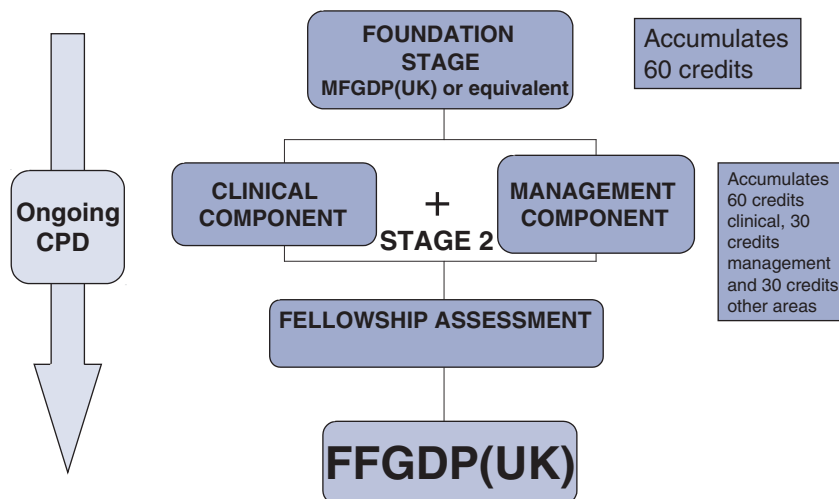 FOUNDATION
STAGE
MFGDP(UK) or equivalent
Accumulates
60 credits
Ongoing
CPD
CLINICAL
COMPONENT
+
STAGE 2
MANAGEMENT
COMPONENT
Accumulates
60 credits
clinical, 30
credits
management
and 30 credits
other areas
FELLOWSHIP ASSESSMENT
FFGDP(UK)